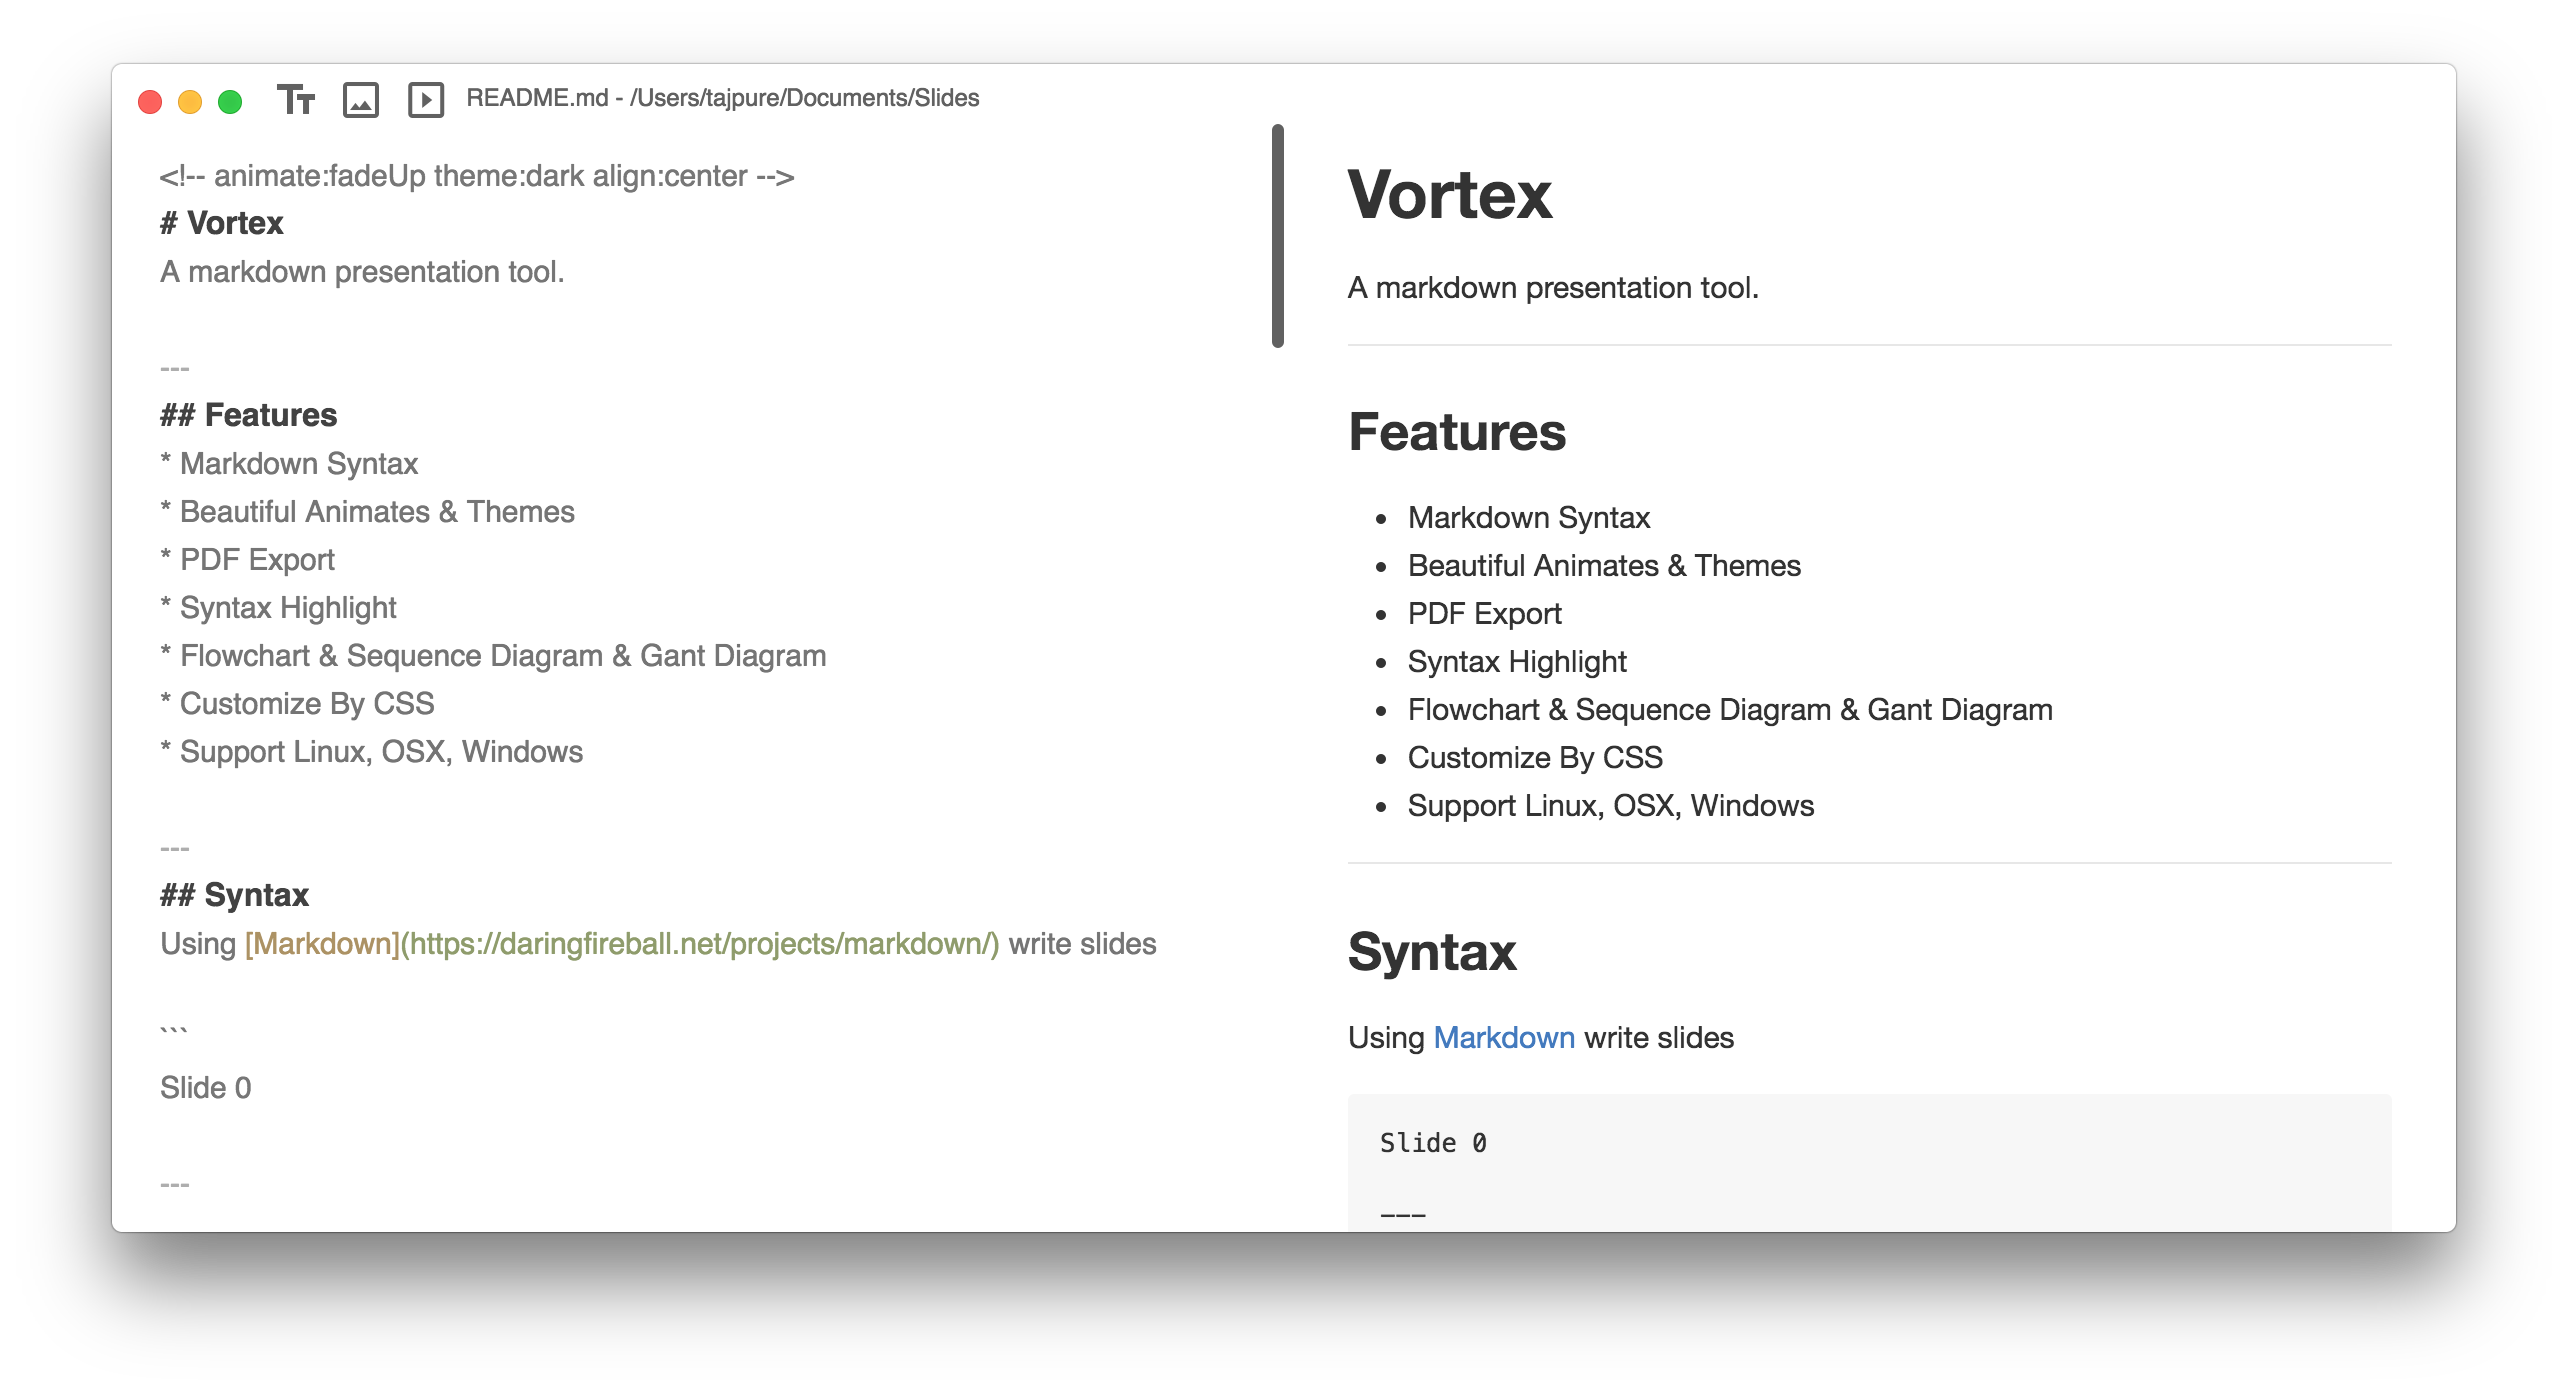 README.md - /Users/tajpure/Documents/Slides
<!-- animate:fadeUp theme:dark align:center -->
# Vortex
A markdown presentation tool.
---
## Features
* Markdown Syntax
* Beautiful Animates & Themes
* PDF Export
* Syntax Highlight
* Flowchart & Sequence Diagram & Gant Diagram
* Customize By CSS
* Support Linux, OSX, Windows
---
## Syntax
Using [Markdown](https://daringfireball.net/projects/markdown/) write slides
```
Slide 0
---
Vortex
A markdown presentation tool.
Features
• Markdown Syntax
• Beautiful Animates & Themes
• PDF Export
• Syntax Highlight
• Flowchart & Sequence Diagram & Gant Diagram
• Customize By CSS
• Support Linux, OSX, Windows
Syntax
Using Markdown write slides
Slide 0
---